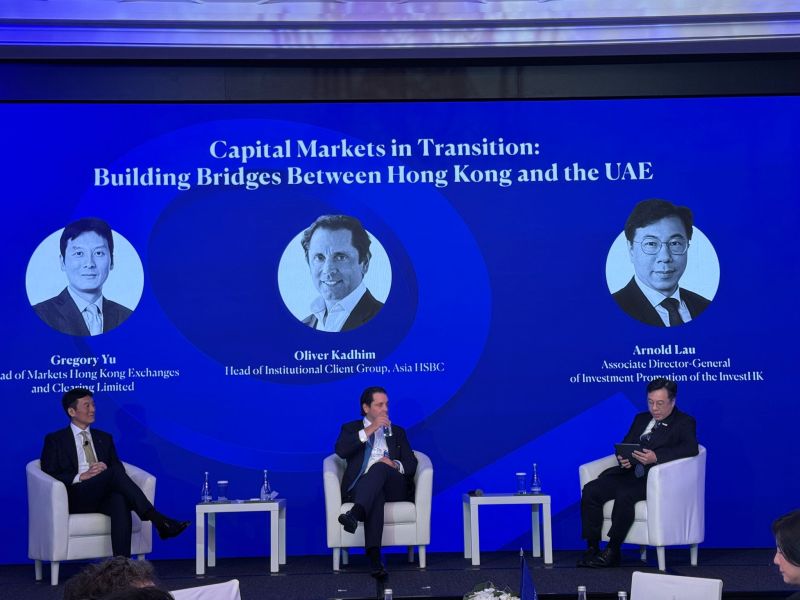 Capital Markets in Transition:
Building Bridges Between Hong Kong and the UAE
Gregory Yu
ad of Markets Hong Kong Exchanges
and Clearing Limited
Oliver Kadhim
Head of Institutional Client Group, Asia HSBC
Arnold Lau
Associate Director-General
of Investment Promotion of the InvestHK